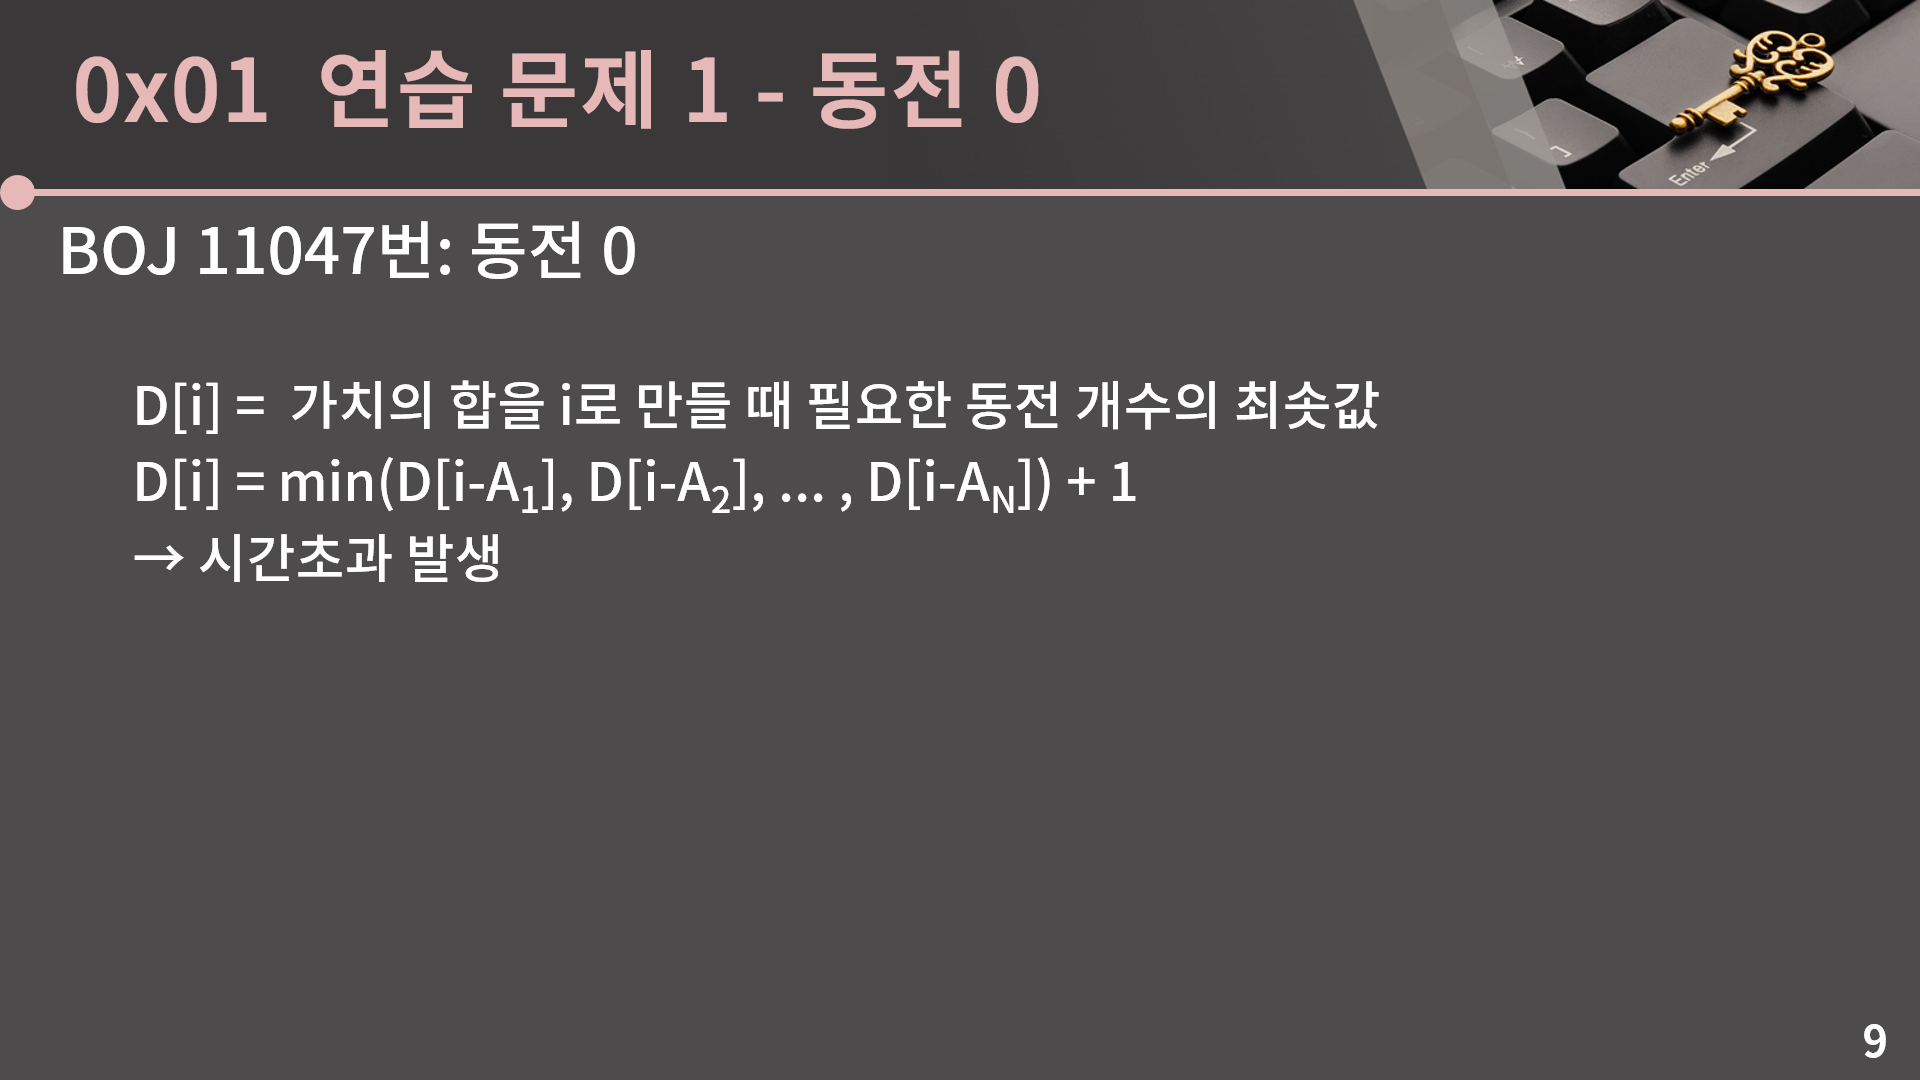 0x01 연습 문제 1 - 동전 0
Enter
BOJ 11047번: 동전 0
D[i] = 가치의 합을 i로 만들 때 필요한 동전 개수의 최솟값
D[i] = min(D[i-A₁], D[i-A₂], ... , D[i-A_N]) + 1
→ 시간초과 발생
9